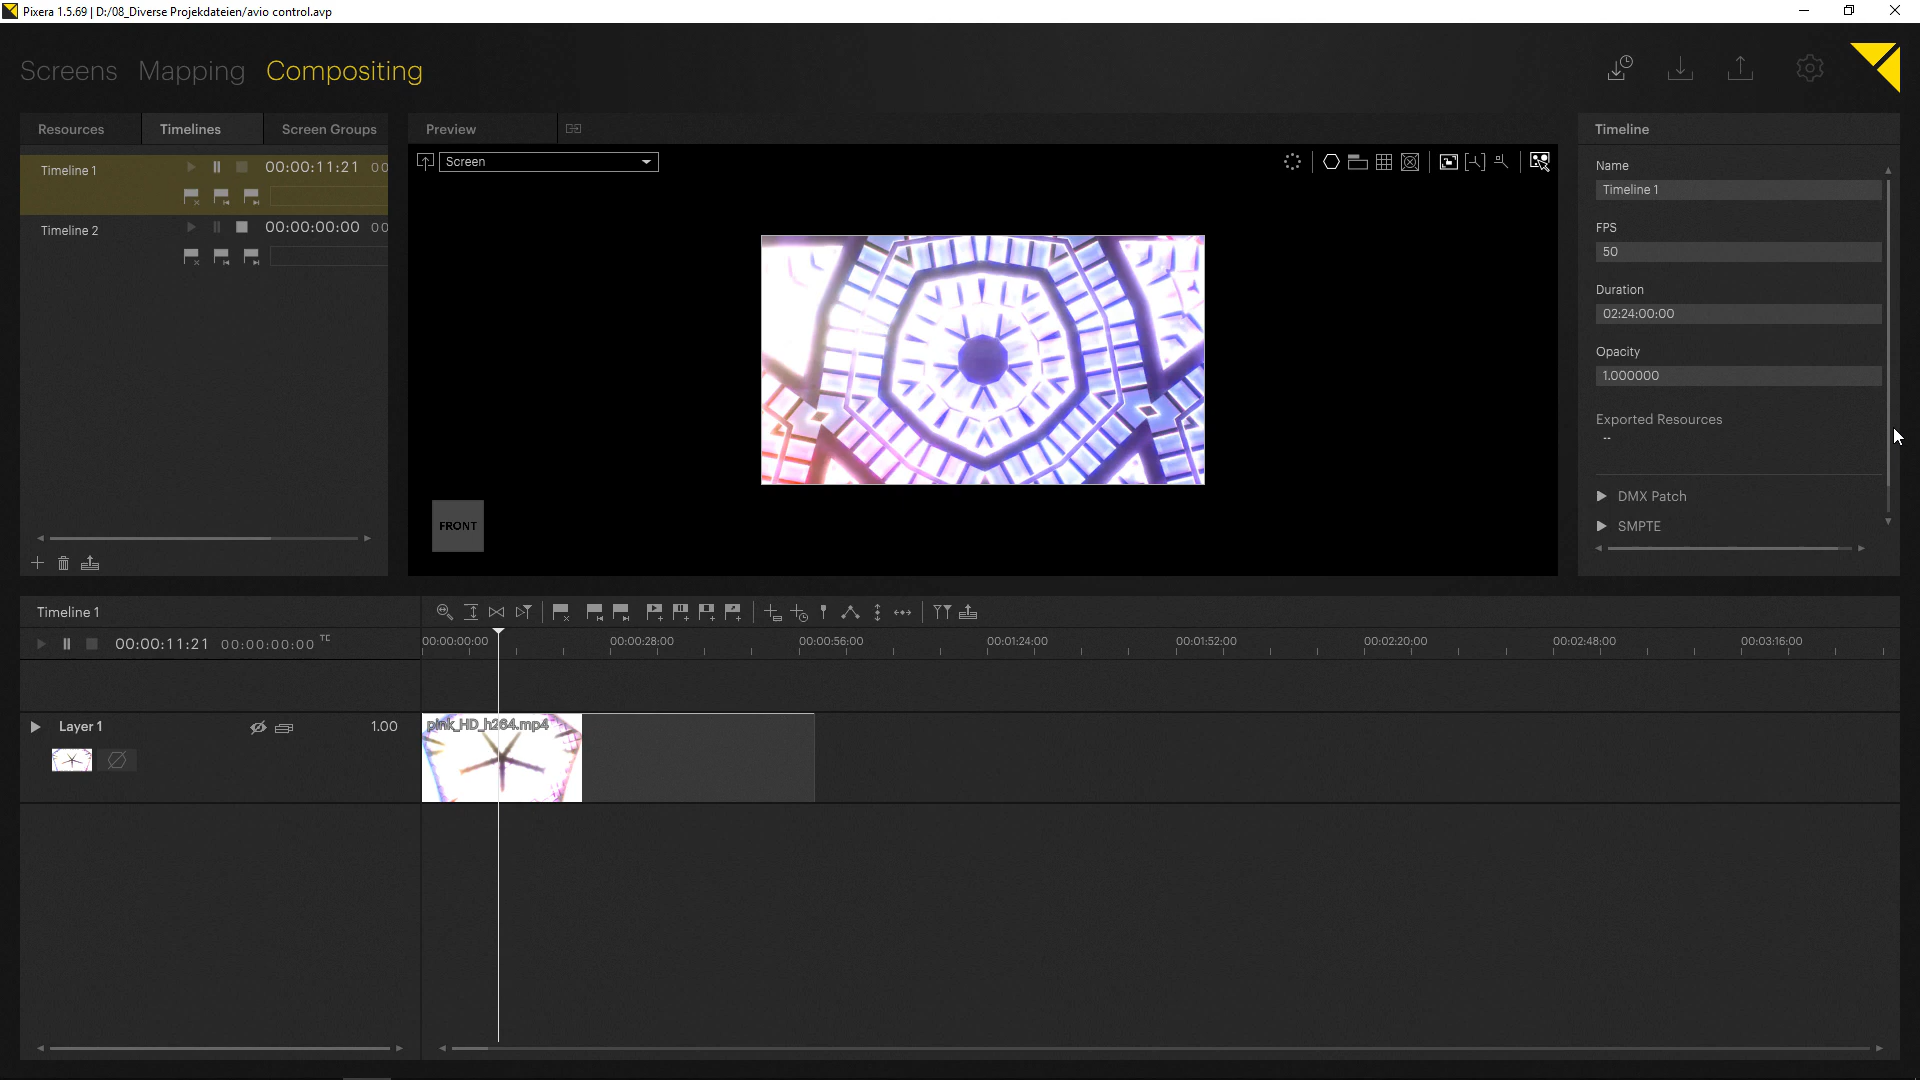 Pixera 1.5.69 | D:/08_Diverse Projekdateien/avio control.avp
Screens Mapping Compositing
Resources Timelines Screen Groups
Timeline 1 00:00:11:21 00
Timeline 2 00:00:00:00 00
Preview
Screen
FRONT
Timeline
Name
Timeline 1
FPS
50
Duration
02:24:00:00
Opacity
1.000000
Exported Resources
--
DMX Patch
SMPTE
Timeline 1
00:00:11:21 00:00:00:00 TC
00:00:00:00 00:00:28:00 00:00:56:00 00:01:24:00 00:01:52:00 00:02:20:00 00:02:48:00 00:03:16:00
Layer 1 1.00
pink_HD_h264.mp4